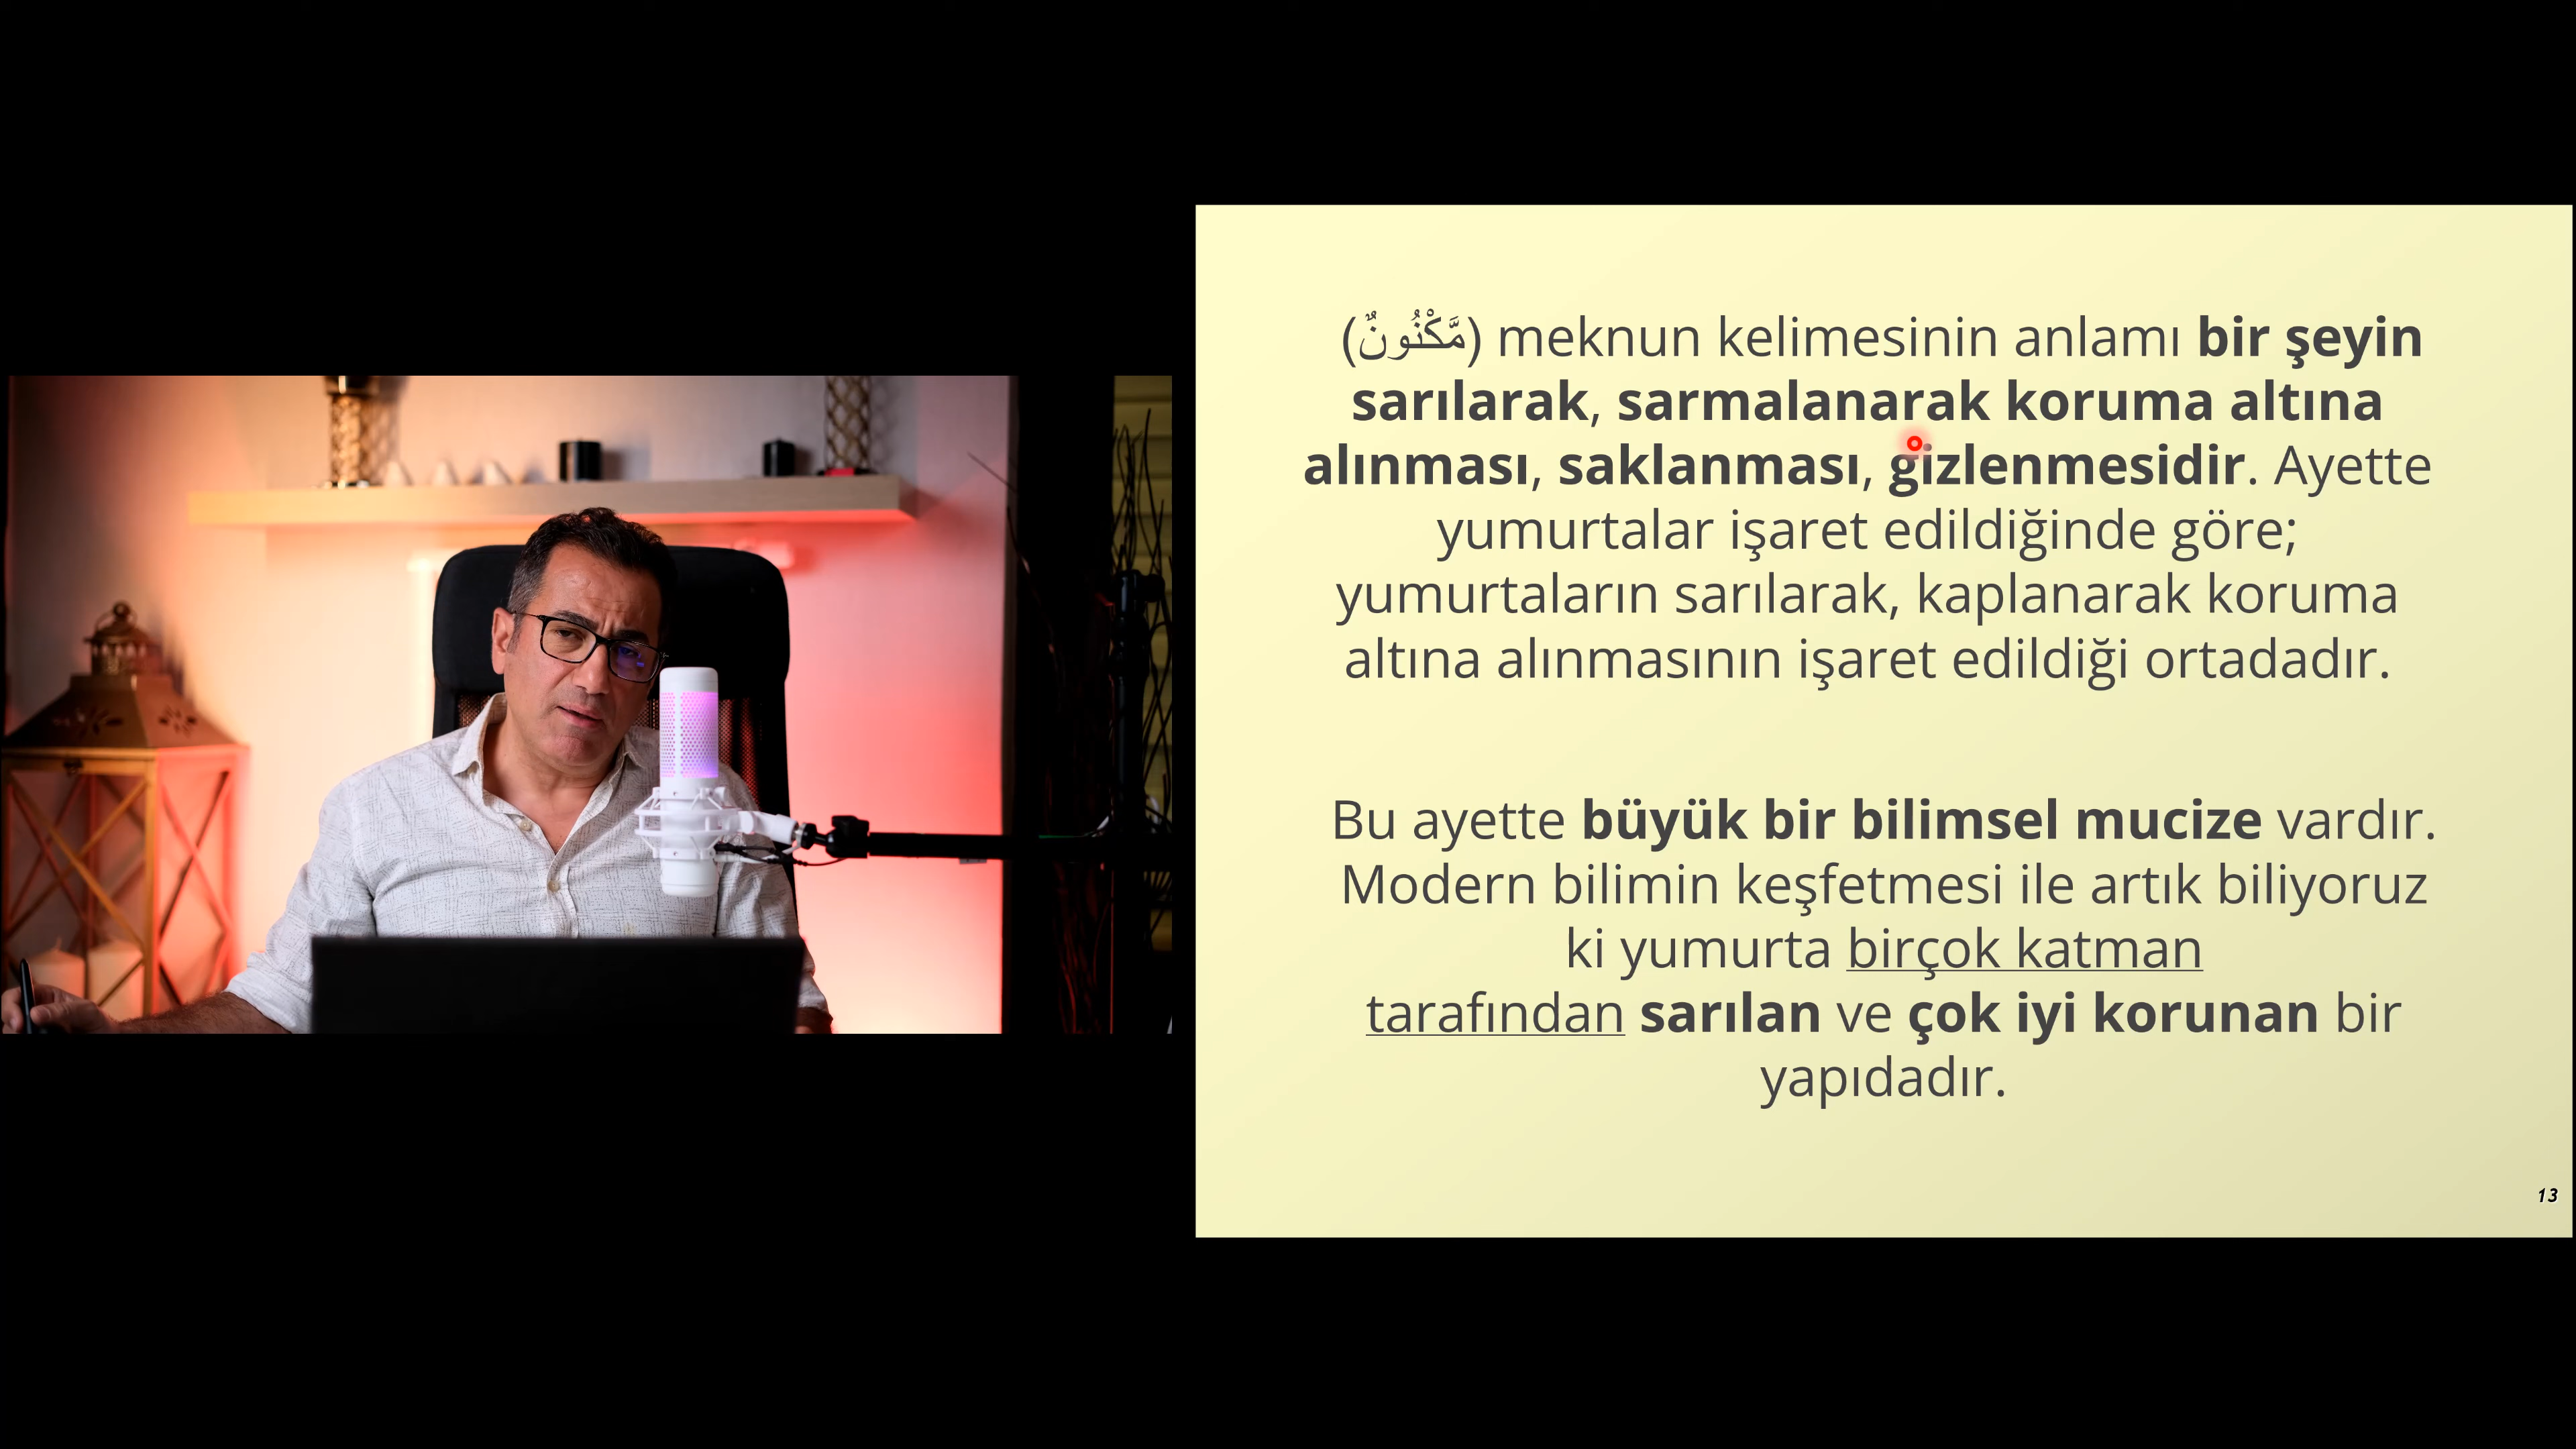 (مَّكْنُونٌ) meknun kelimesinin anlamı bir şeyin
sarılarak, sarmalanarak koruma altına
alınması, saklanması, gizlenmesidir. Ayette
yumurtalar işaret edildiğinde göre;
yumurtaların sarılarak, kaplanarak koruma
altına alınmasının işaret edildiği ortadadır.
Bu ayette büyük bir bilimsel mucize vardır.
Modern bilimin keşfetmesi ile artık biliyoruz
ki yumurta birçok katman
tarafından sarılan ve çok iyi korunan bir
yapıdadır.
13